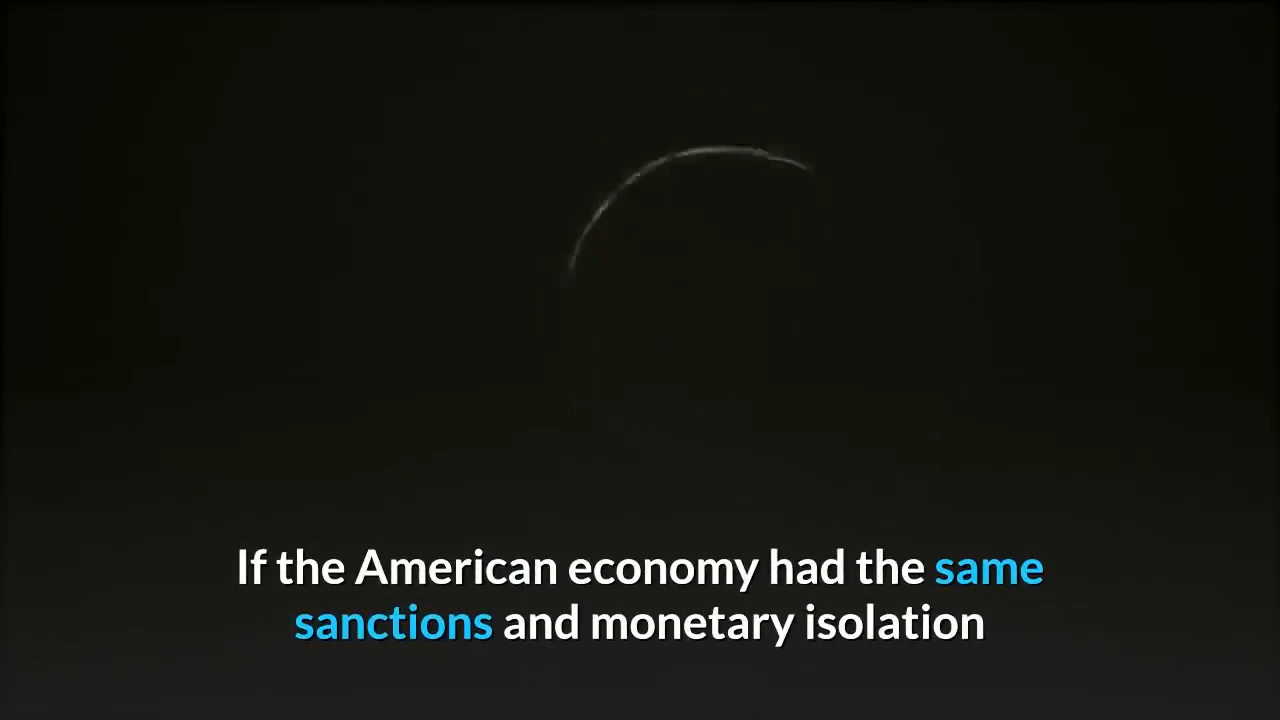 If the American economy had the same
sanctions and monetary isolation